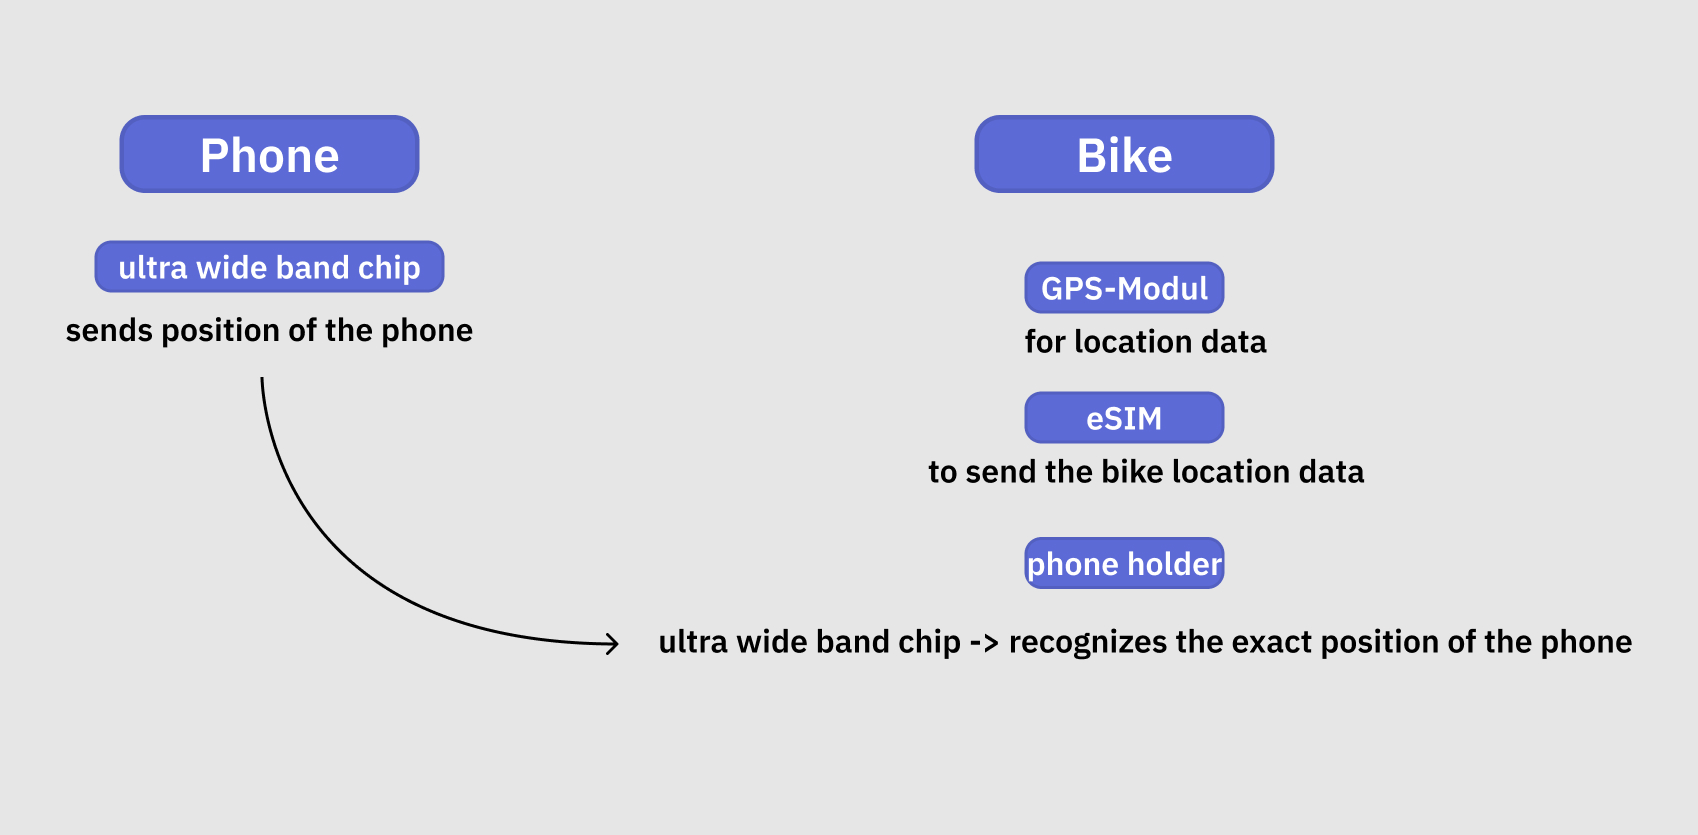 Phone
ultra wide band chip
sends position of the phone
Bike
GPS-Modul
for location data
eSIM
to send the bike location data
phone holder
ultra wide band chip -> recognizes the exact position of the phone